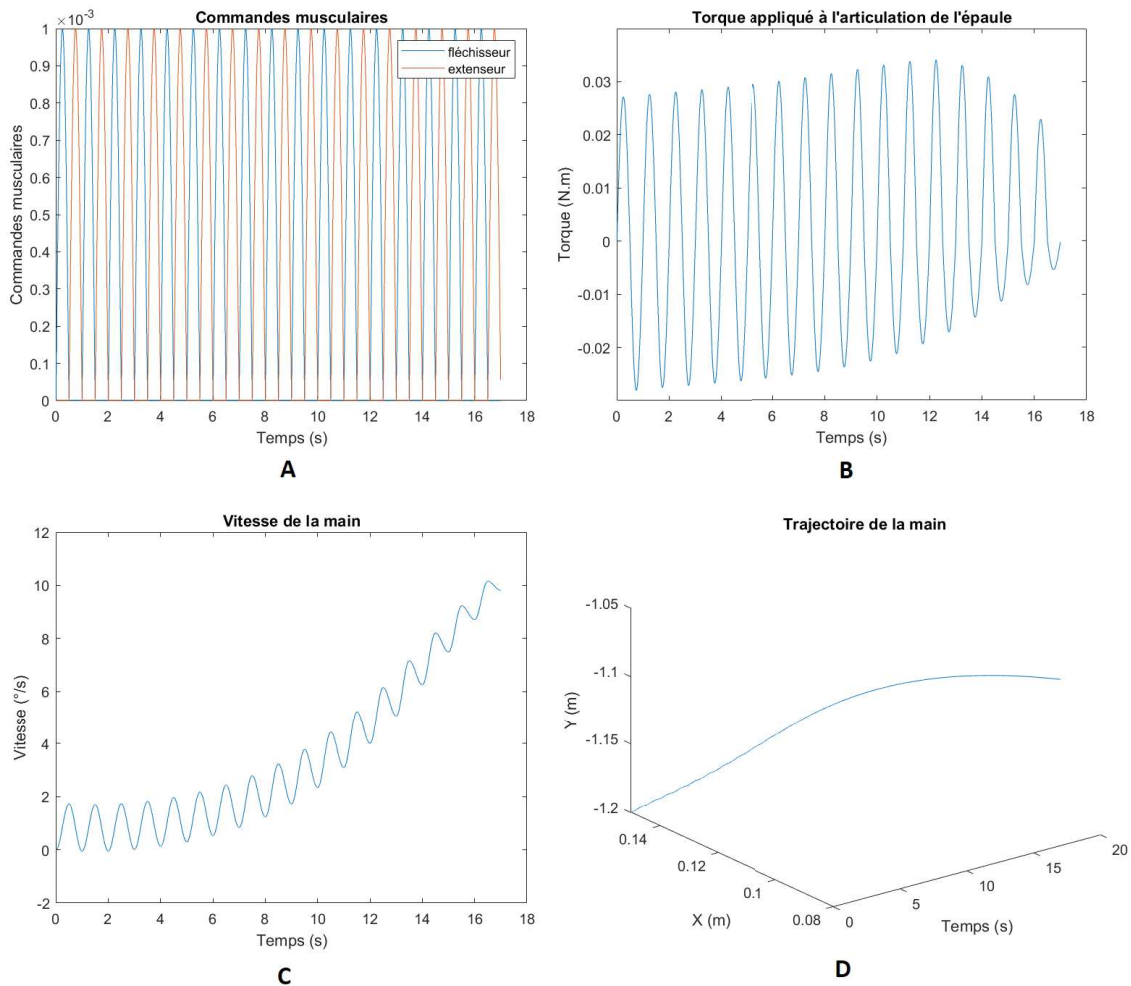 Commandes musculaires
×10⁻³
fléchisseur
extenseur
1
0.9
0.8
0.7
0.6
0.5
0.4
0.3
0.2
0.1
0
Commandes musculaires
0 2 4 6 8 10 12 14 16 18
Temps (s)
A
Torque appliqué à l'articulation de l'épaule
0.03
0.02
0.01
0
-0.01
-0.02
Torque (N.m)
0 2 4 6 8 10 12 14 16 18
Temps (s)
B
Vitesse de la main
12
10
8
6
4
2
0
-2
Vitesse (°/s)
0 2 4 6 8 10 12 14 16 18
Temps (s)
C
Trajectoire de la main
-1.05
-1.1
-1.15
-1.2
Y (m)
0.14
0.12
0.1
0.08
X (m)
0
5
10
15
20
Temps (s)
D